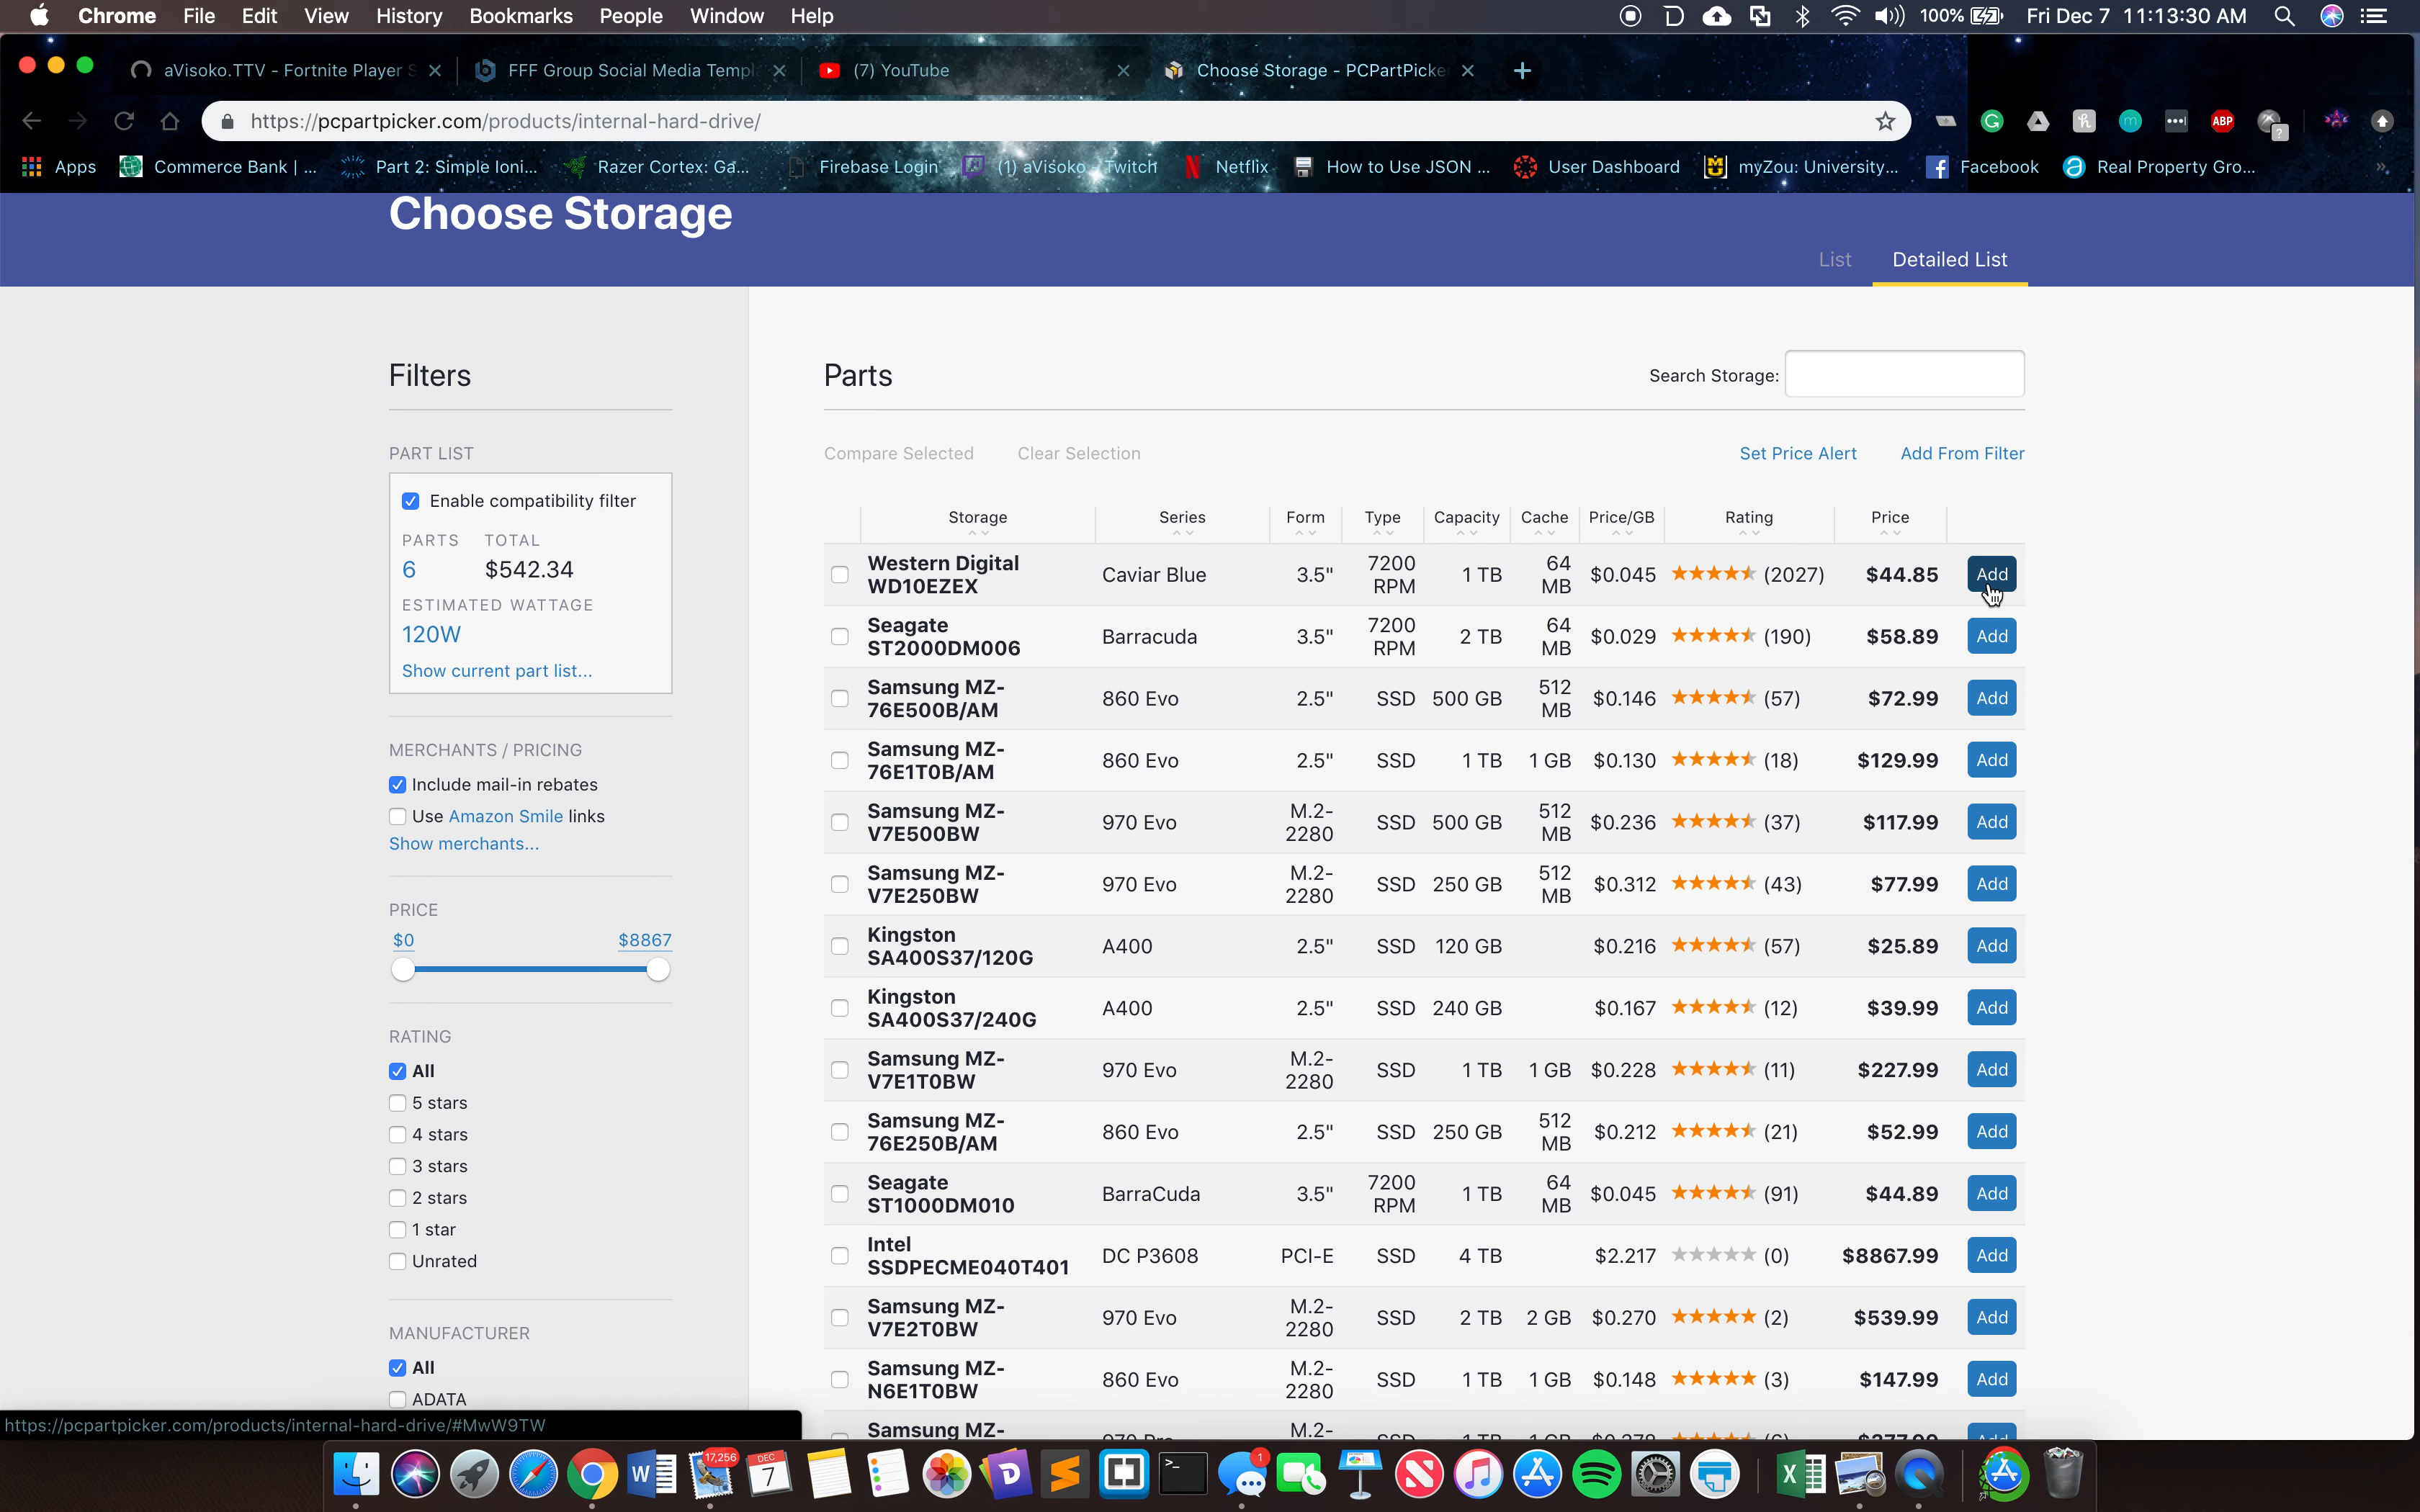 Chrome File Edit View History Bookmarks People Window Help 100% Fri Dec 7 11:13:30 AM
aVisoko.TTV - Fortnite Player S FFF Group Social Media Templ (7) YouTube Choose Storage - PCPartPicker
https://pcpartpicker.com/products/internal-hard-drive/
Apps Commerce Bank | ... Part 2: Simple Ioni... Razer Cortex: Ga... Firebase Login (1) aVisoko - Twitch Netflix How to Use JSON ... User Dashboard myZou: University... Facebook Real Property Gro... »
Choose Storage
List Detailed List
Filters
PART LIST
Enable compatibility filter
PARTS TOTAL
6 $542.34
ESTIMATED WATTAGE
120W
Show current part list...
MERCHANTS / PRICING
Include mail-in rebates
Use Amazon Smile links
Show merchants...
PRICE
$0 $8867
RATING
All
5 stars
4 stars
3 stars
2 stars
1 star
Unrated
MANUFACTURER
All
ADATA
Parts Search Storage:
Compare Selected Clear Selection Set Price Alert Add From Filter
Storage Series Form Type Capacity Cache Price/GB Rating Price
Western Digital WD10EZEX Caviar Blue 3.5" 7200 RPM 1 TB 64 MB $0.045 (2027) $44.85 Add
Seagate ST2000DM006 Barracuda 3.5" 7200 RPM 2 TB 64 MB $0.029 (190) $58.89 Add
Samsung MZ-76E500B/AM 860 Evo 2.5" SSD 500 GB 512 MB $0.146 (57) $72.99 Add
Samsung MZ-76E1T0B/AM 860 Evo 2.5" SSD 1 TB 1 GB $0.130 (18) $129.99 Add
Samsung MZ-V7E500BW 970 Evo M.2-2280 SSD 500 GB 512 MB $0.236 (37) $117.99 Add
Samsung MZ-V7E250BW 970 Evo M.2-2280 SSD 250 GB 512 MB $0.312 (43) $77.99 Add
Kingston SA400S37/120G A400 2.5" SSD 120 GB $0.216 (57) $25.89 Add
Kingston SA400S37/240G A400 2.5" SSD 240 GB $0.167 (12) $39.99 Add
Samsung MZ-V7E1T0BW 970 Evo M.2-2280 SSD 1 TB 1 GB $0.228 (11) $227.99 Add
Samsung MZ-76E250B/AM 860 Evo 2.5" SSD 250 GB 512 MB $0.212 (21) $52.99 Add
Seagate ST1000DM010 BarraCuda 3.5" 7200 RPM 1 TB 64 MB $0.045 (91) $44.89 Add
Intel SSDPECME040T401 DC P3608 PCI-E SSD 4 TB $2.217 (0) $8867.99 Add
Samsung MZ-V7E2T0BW 970 Evo M.2-2280 SSD 2 TB 2 GB $0.270 (2) $539.99 Add
Samsung MZ-N6E1T0BW 860 Evo M.2-2280 SSD 1 TB 1 GB $0.148 (3) $147.99 Add
Samsung MZ- M.2-
https://pcpartpicker.com/products/internal-hard-drive/#MwW9TW
17,256 DEC 7 1